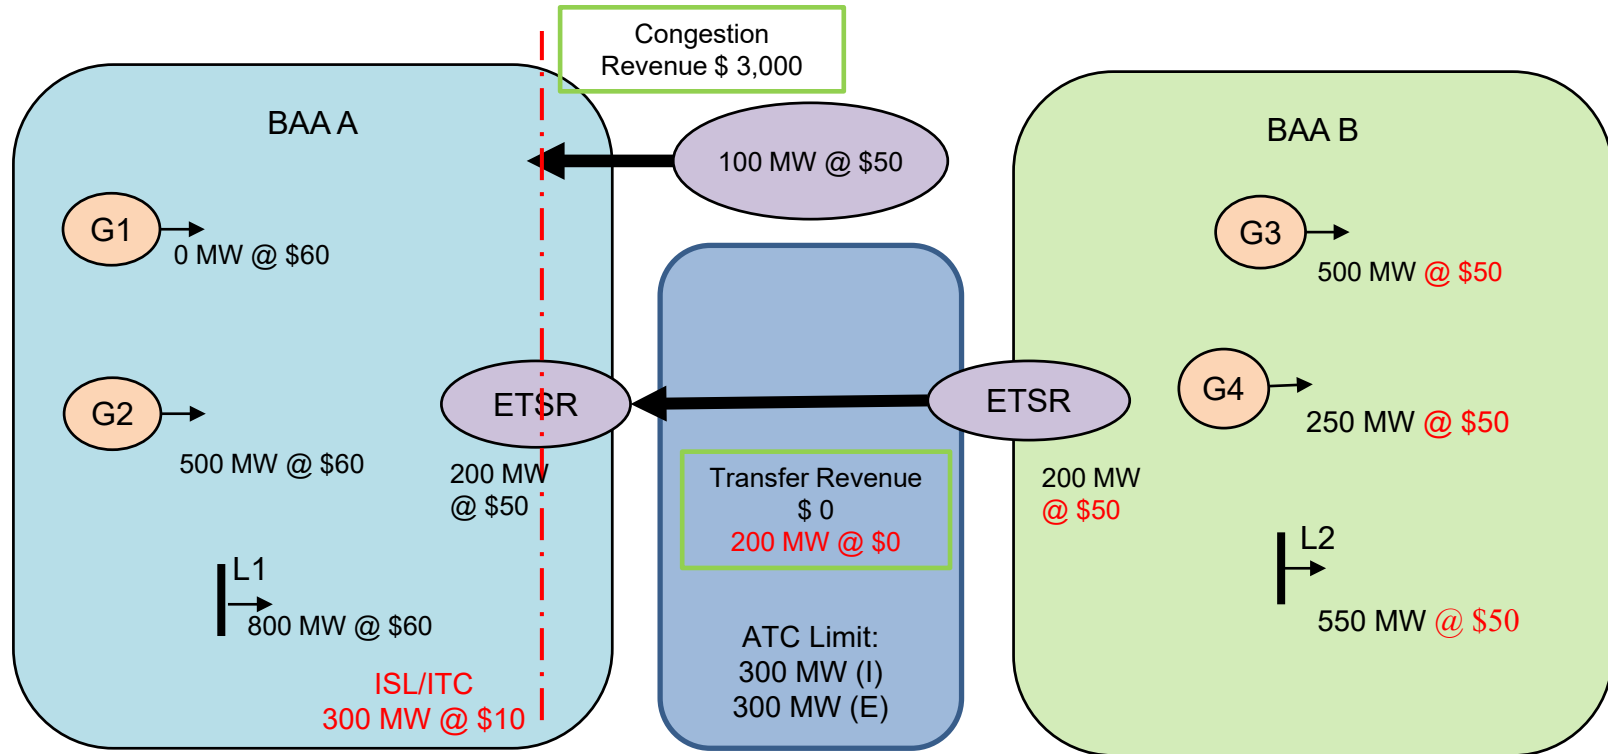 Congestion
Revenue $ 3,000
BAA A
100 MW @ $50
BAA B
G1
0 MW @ $60
G3
500 MW @ $50
G2
500 MW @ $60
ETSR
200 MW
@ $50
ETSR
200 MW
@ $50
G4
250 MW @ $50
Transfer Revenue
$ 0
200 MW @ $0
L1
800 MW @ $60
L2
550 MW @ $50
ATC Limit:
300 MW (I)
300 MW (E)
ISL/ITC
300 MW @ $10